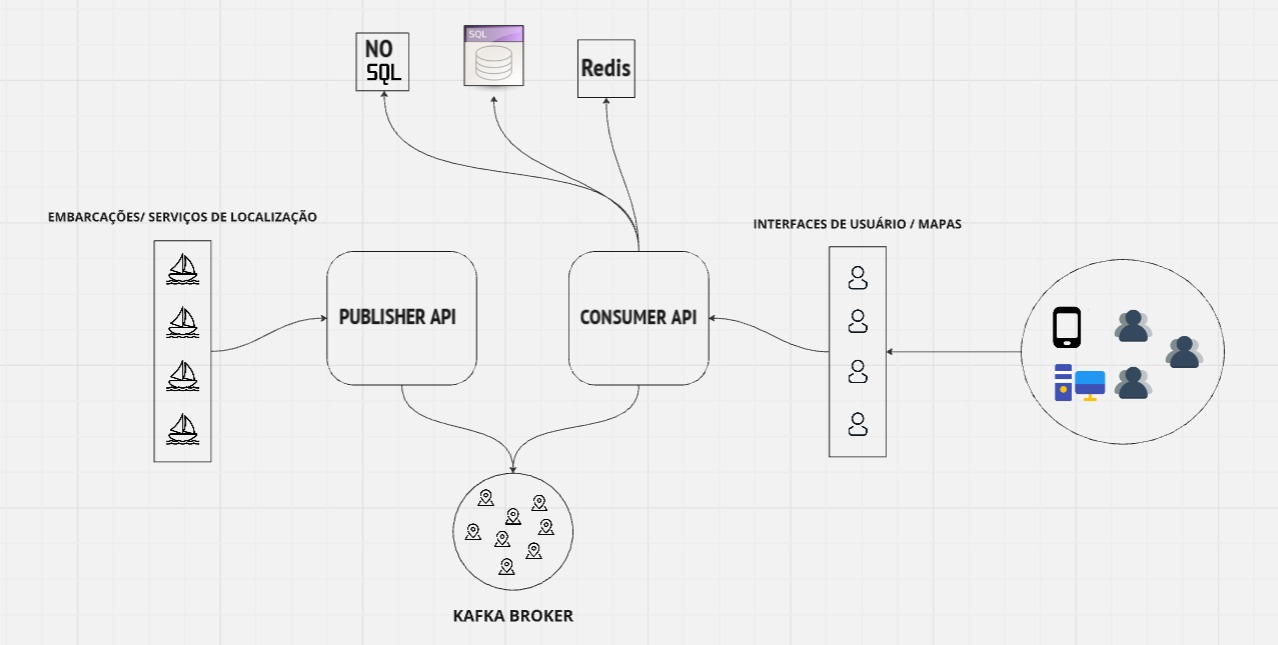 NO
SQL
SQL
Redis
EMBARCAÇÕES/ SERVIÇOS DE LOCALIZAÇÃO
INTERFACES DE USUÁRIO / MAPAS
PUBLISHER API
CONSUMER API
KAFKA BROKER